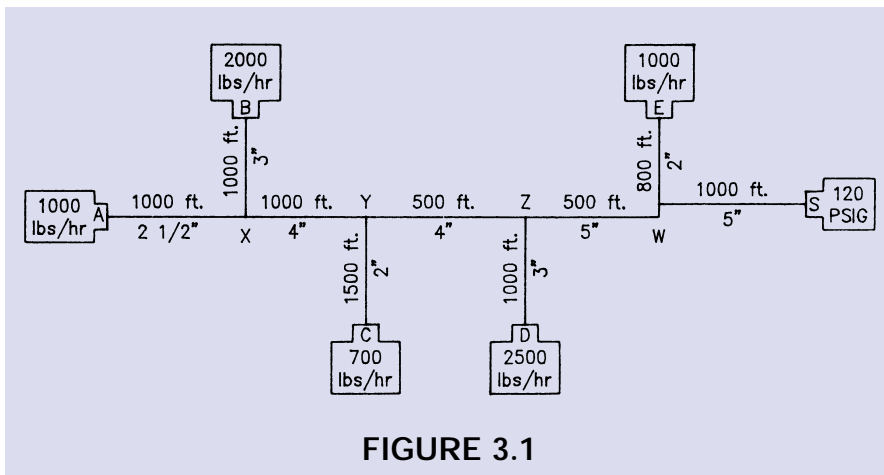 2000
lbs/hr
B
1000 ft.
3"
1000
lbs/hr
E
800 ft.
2"
1000
lbs/hr
A
1000 ft.
2 1/2"
X
1000 ft.
4"
Y
500 ft.
4"
Z
500 ft.
5"
W
1000 ft.
5"
S
120
PSIG
1500 ft.
2"
C
700
lbs/hr
1000 ft.
3"
D
2500
lbs/hr
FIGURE 3.1